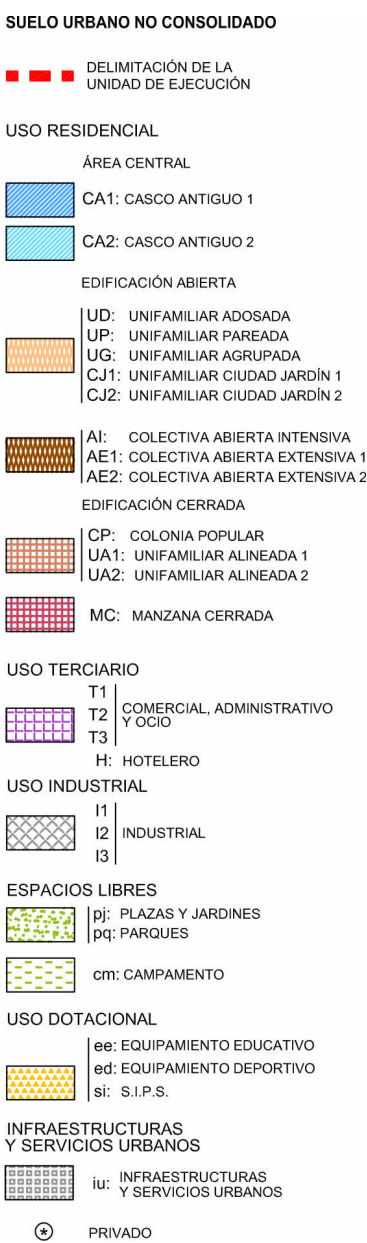 SUELO URBANO NO CONSOLIDADO
DELIMITACIÓN DE LA
UNIDAD DE EJECUCIÓN
USO RESIDENCIAL
ÁREA CENTRAL
CA1: CASCO ANTIGUO 1
CA2: CASCO ANTIGUO 2
EDIFICACIÓN ABIERTA
UD: UNIFAMILIAR ADOSADA
UP: UNIFAMILIAR PAREADA
UG: UNIFAMILIAR AGRUPADA
CJ1: UNIFAMILIAR CIUDAD JARDÍN 1
CJ2: UNIFAMILIAR CIUDAD JARDÍN 2
AI: COLECTIVA ABIERTA INTENSIVA
AE1: COLECTIVA ABIERTA EXTENSIVA 1
AE2: COLECTIVA ABIERTA EXTENSIVA 2
EDIFICACIÓN CERRADA
CP: COLONIA POPULAR
UA1: UNIFAMILIAR ALINEADA 1
UA2: UNIFAMILIAR ALINEADA 2
MC: MANZANA CERRADA
USO TERCIARIO
T1
T2
T3
COMERCIAL, ADMINISTRATIVO
Y OCIO
H: HOTELERO
USO INDUSTRIAL
I1
I2 INDUSTRIAL
I3
ESPACIOS LIBRES
pj: PLAZAS Y JARDINES
pq: PARQUES
cm: CAMPAMENTO
USO DOTACIONAL
ee: EQUIPAMIENTO EDUCATIVO
ed: EQUIPAMIENTO DEPORTIVO
si: S.I.P.S.
INFRAESTRUCTURAS
Y SERVICIOS URBANOS
iu: INFRAESTRUCTURAS
Y SERVICIOS URBANOS
* PRIVADO